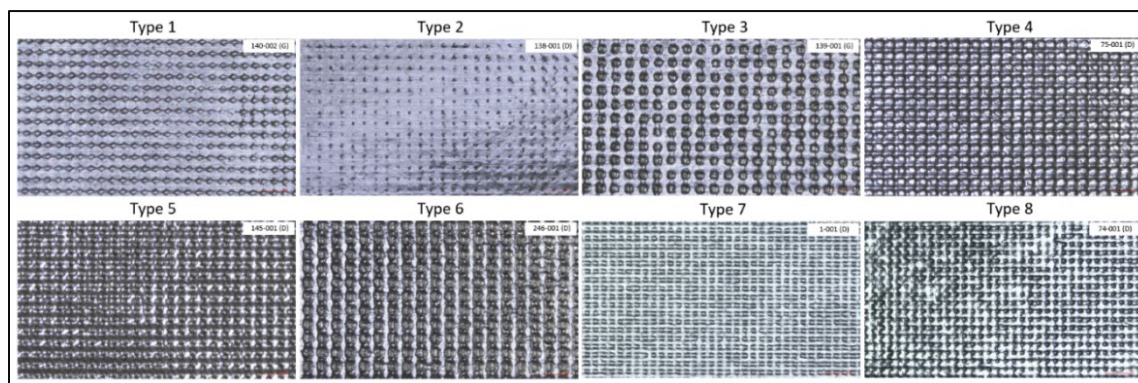 Type 1 Type 2 Type 3 Type 4
140-002 (G) 138-001 (D) 139-001 (G) 75-001 (D)
Type 5 Type 6 Type 7 Type 8
145-001 (D) 246-001 (D) 1-001 (D) 74-001 (D)